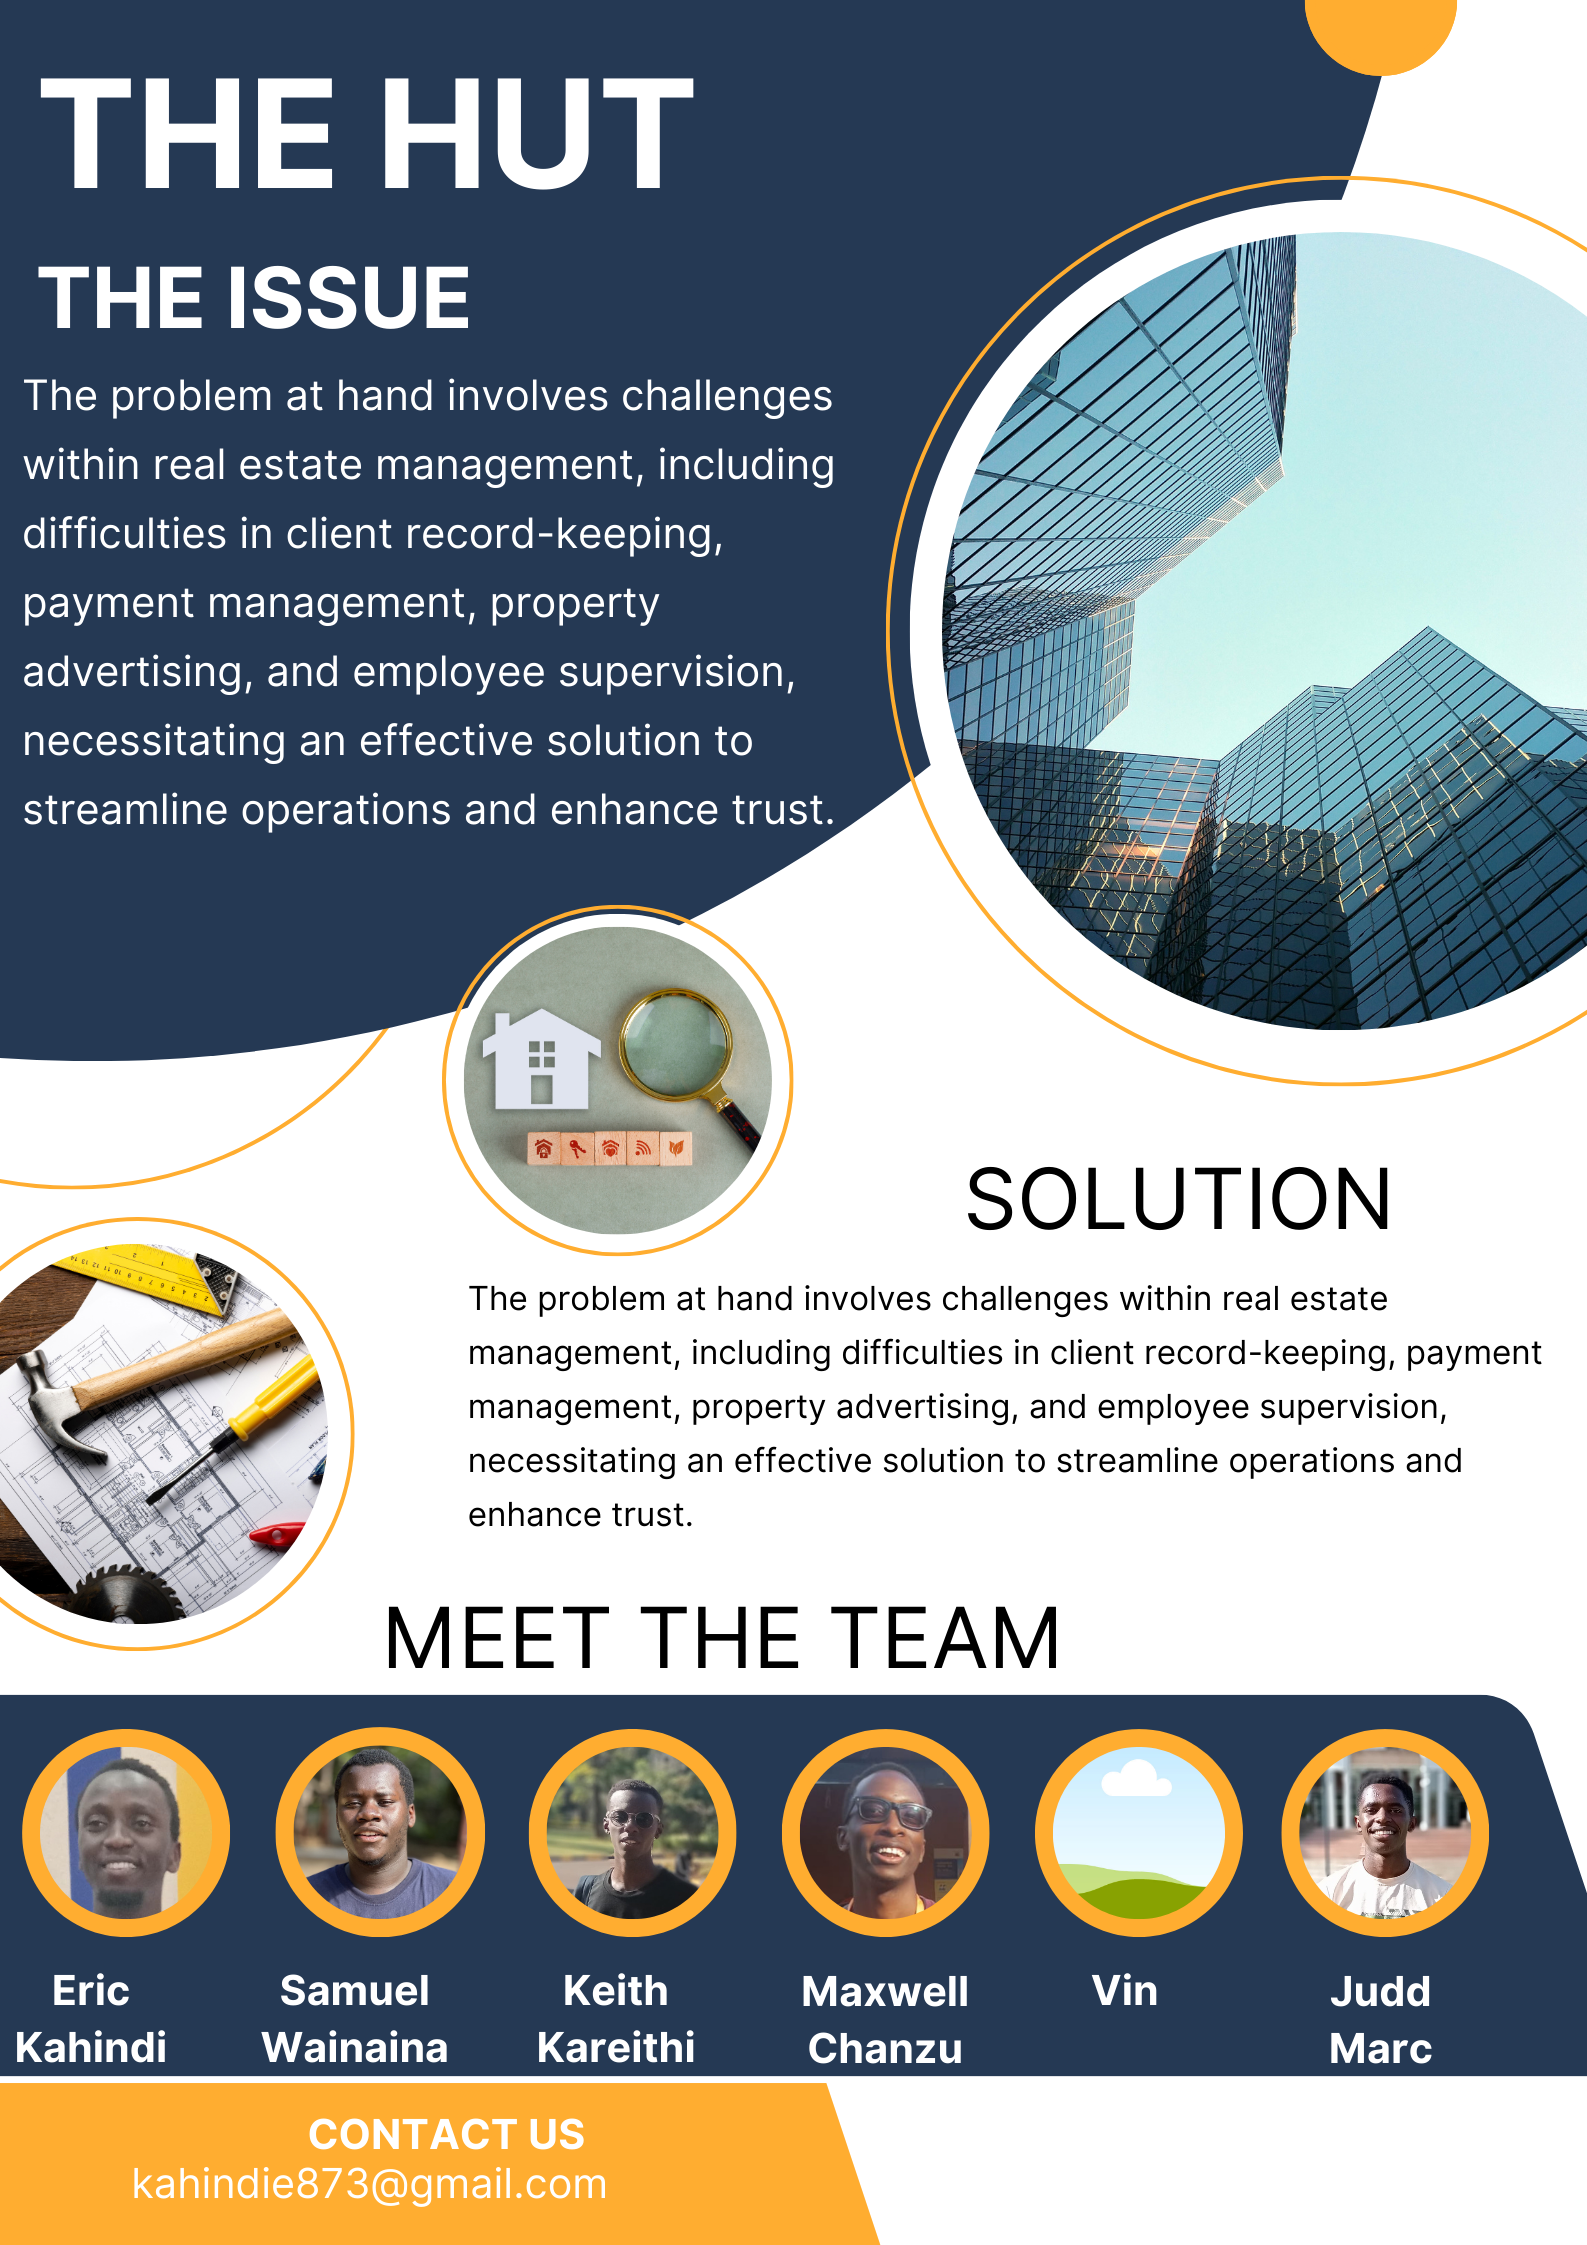 THE HUT
THE ISSUE
The problem at hand involves challenges
within real estate management, including
difficulties in client record-keeping,
payment management, property
advertising, and employee supervision,
necessitating an effective solution to
streamline operations and enhance trust.
SOLUTION
The problem at hand involves challenges within real estate
management, including difficulties in client record-keeping, payment
management, property advertising, and employee supervision,
necessitating an effective solution to streamline operations and
enhance trust.
MEET THE TEAM
Eric
Kahindi
Samuel
Wainaina
Keith
Kareithi
Maxwell
Chanzu
Vin
Judd
Marc
CONTACT US
kahindie873@gmail.com